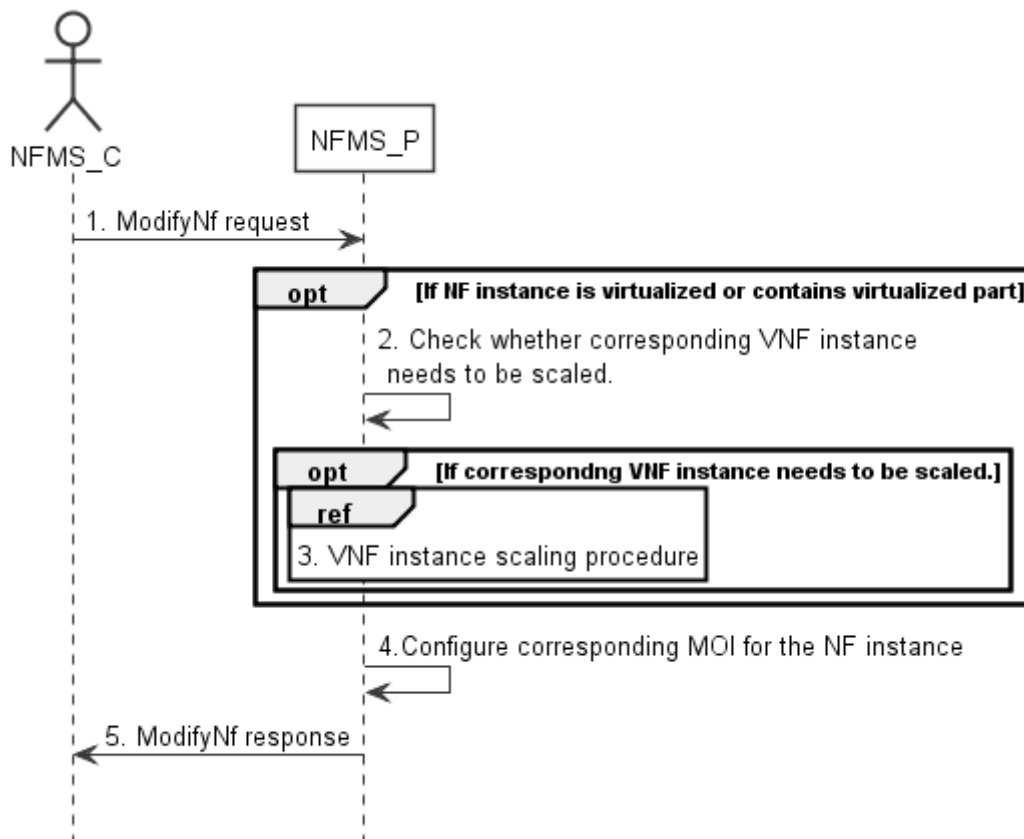 NFMS_C
NFMS_P
1. ModifyNf request
opt
[If NF instance is virtualized or contains virtualized part]
2. Check whether corresponding VNF instance
needs to be scaled.
opt
[If correspondng VNF instance needs to be scaled.]
ref
3. VNF instance scaling procedure
4.Configure corresponding MOI for the NF instance
5. ModifyNf response